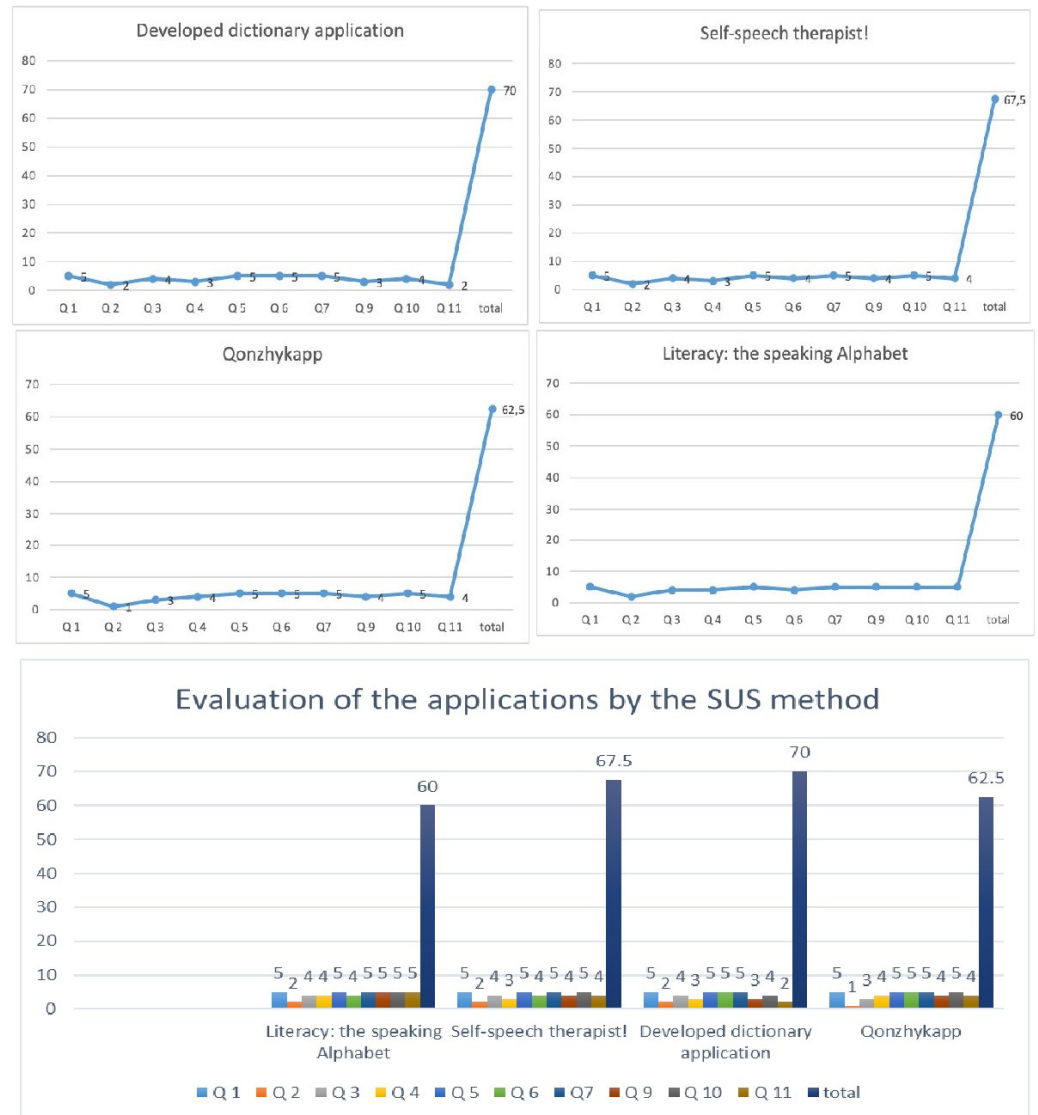 Developed dictionary application
80
70
60
50
40
30
20
10
0
5 2 4 3 5 5 5 3 4 2 70
Q 1 Q 2 Q 3 Q 4 Q 5 Q 6 Q7 Q 9 Q 10 Q 11 total
Self-speech therapist!
80
70
60
50
40
30
20
10
0
5 2 4 3 5 4 5 4 5 4 67,5
Q 1 Q 2 Q 3 Q 4 Q 5 Q 6 Q7 Q 9 Q 10 Q 11 total
Qonzhykapp
70
60
50
40
30
20
10
0
5 1 3 4 5 5 5 4 5 4 62,5
Q 1 Q 2 Q 3 Q 4 Q 5 Q 6 Q7 Q 9 Q 10 Q 11 total
Literacy: the speaking Alphabet
70
60
50
40
30
20
10
0
60
Q 1 Q 2 Q 3 Q 4 Q 5 Q 6 Q7 Q 9 Q 10 Q 11 total
Evaluation of the applications by the SUS method
80
70
60
50
40
30
20
10
0
5 2 4 4 5 4 5 5 5 5 60
5 2 4 3 5 4 5 4 5 4 67.5
5 2 4 3 5 5 5 3 4 2 70
5 1 3 4 5 5 5 4 5 4 62.5
Literacy: the speaking
Alphabet
Self-speech therapist!
Developed dictionary
application
Qonzhykapp
Q 1 Q 2 Q 3 Q 4 Q 5 Q 6 Q7 Q 9 Q 10 Q 11 total